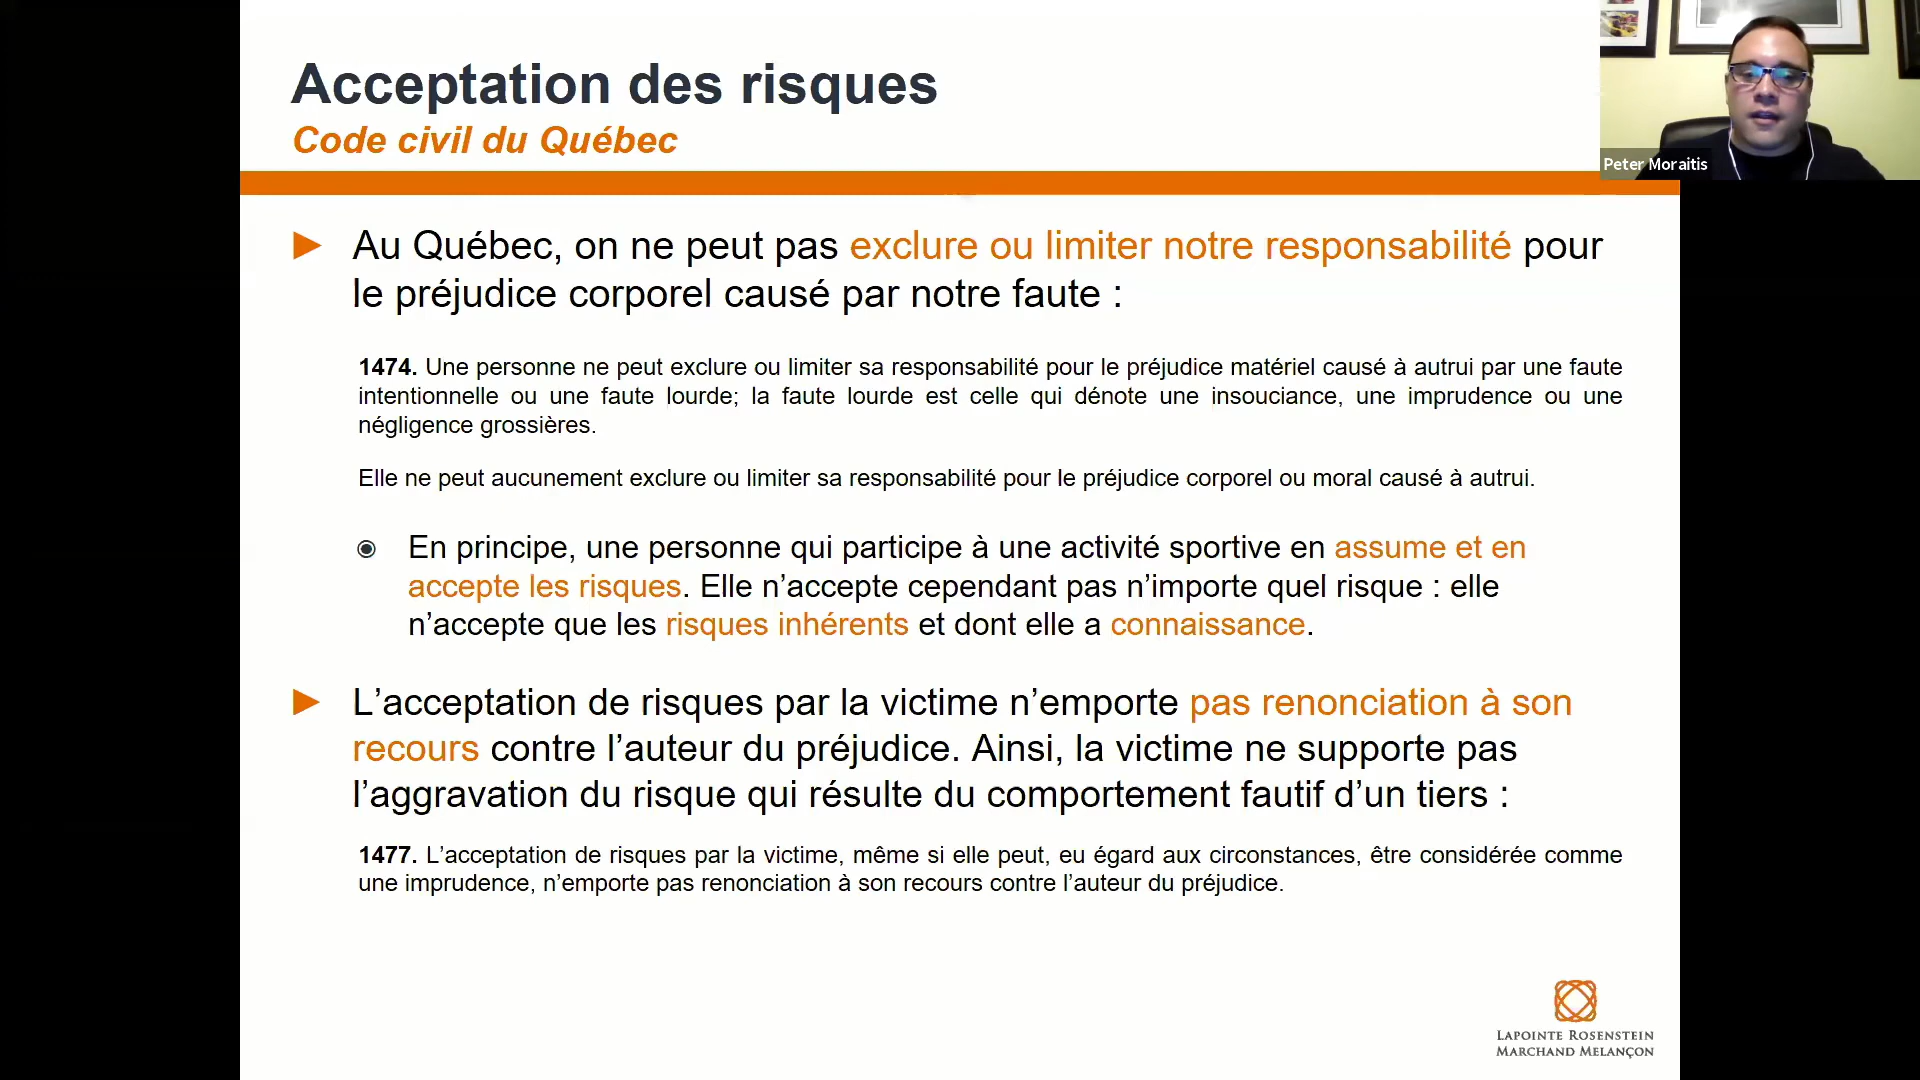 Acceptation des risques
Code civil du Québec
Peter Moraitis
► Au Québec, on ne peut pas exclure ou limiter notre responsabilité pour
le préjudice corporel causé par notre faute :
1474. Une personne ne peut exclure ou limiter sa responsabilité pour le préjudice matériel causé à autrui par une faute
intentionnelle ou une faute lourde; la faute lourde est celle qui dénote une insouciance, une imprudence ou une
négligence grossières.
Elle ne peut aucunement exclure ou limiter sa responsabilité pour le préjudice corporel ou moral causé à autrui.
◉ En principe, une personne qui participe à une activité sportive en assume et en
accepte les risques. Elle n’accepte cependant pas n’importe quel risque : elle
n’accepte que les risques inhérents et dont elle a connaissance.
► L’acceptation de risques par la victime n’emporte pas renonciation à son
recours contre l’auteur du préjudice. Ainsi, la victime ne supporte pas
l’aggravation du risque qui résulte du comportement fautif d’un tiers :
1477. L’acceptation de risques par la victime, même si elle peut, eu égard aux circonstances, être considérée comme
une imprudence, n’emporte pas renonciation à son recours contre l’auteur du préjudice.
LAPOINTE ROSENSTEIN
MARCHAND MELANÇON